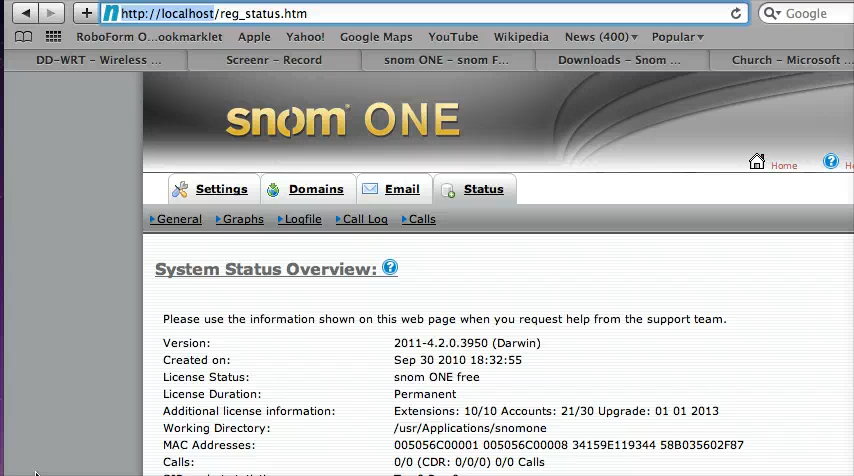 http://localhost/reg_status.htm
Google
RoboForm O...ookmarklet Apple Yahoo! Google Maps YouTube Wikipedia News (400) Popular
DD-WRT – Wireless ... Screenr – Record snom ONE – snom F... Downloads – Snom ... Church – Microsoft ...
snom ONE
Home
Settings Domains Email Status
General Graphs Logfile Call Log Calls
System Status Overview:
Please use the information shown on this web page when you request help from the support team.
Version: 2011-4.2.0.3950 (Darwin)
Created on: Sep 30 2010 18:32:55
License Status: snom ONE free
License Duration: Permanent
Additional license information: Extensions: 10/10 Accounts: 21/30 Upgrade: 01 01 2013
Working Directory: /usr/Applications/snomone
MAC Addresses: 005056C00001 005056C00008 34159E119344 58B035602F87
Calls: 0/0 (CDR: 0/0/0) 0/0 Calls